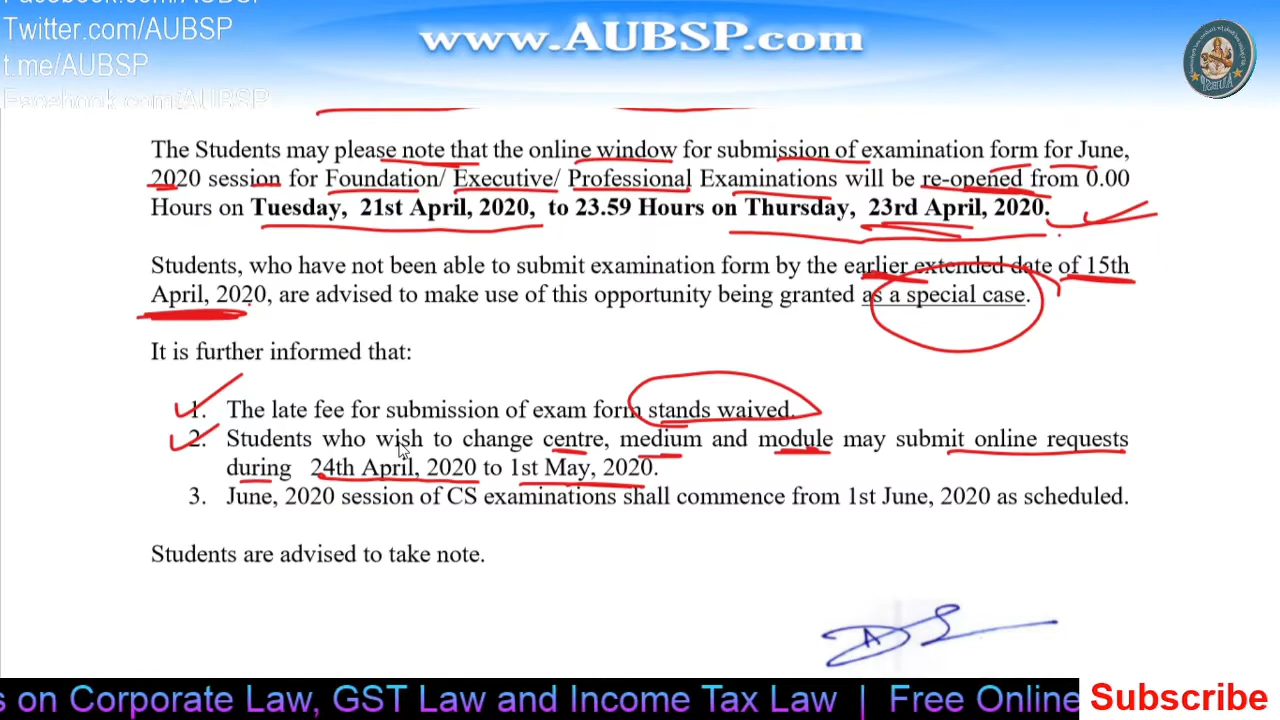 Facebook.com/AUBSP
Twitter.com/AUBSP
t.me/AUBSP
Facebook.com/AUBSP
www.AUBSP.com
The Students may please note that the online window for submission of examination form for June,
2020 session for Foundation/ Executive/ Professional Examinations will be re-opened from 0.00
Hours on Tuesday, 21st April, 2020, to 23.59 Hours on Thursday, 23rd April, 2020.
Students, who have not been able to submit examination form by the earlier extended date of 15th
April, 2020, are advised to make use of this opportunity being granted as a special case.
It is further informed that:
1. The late fee for submission of exam form stands waived.
2. Students who wish to change centre, medium and module may submit online requests
during 24th April, 2020 to 1st May, 2020.
3. June, 2020 session of CS examinations shall commence from 1st June, 2020 as scheduled.
Students are advised to take note.
s on Corporate Law, GST Law and Income Tax Law | Free Online
Subscribe